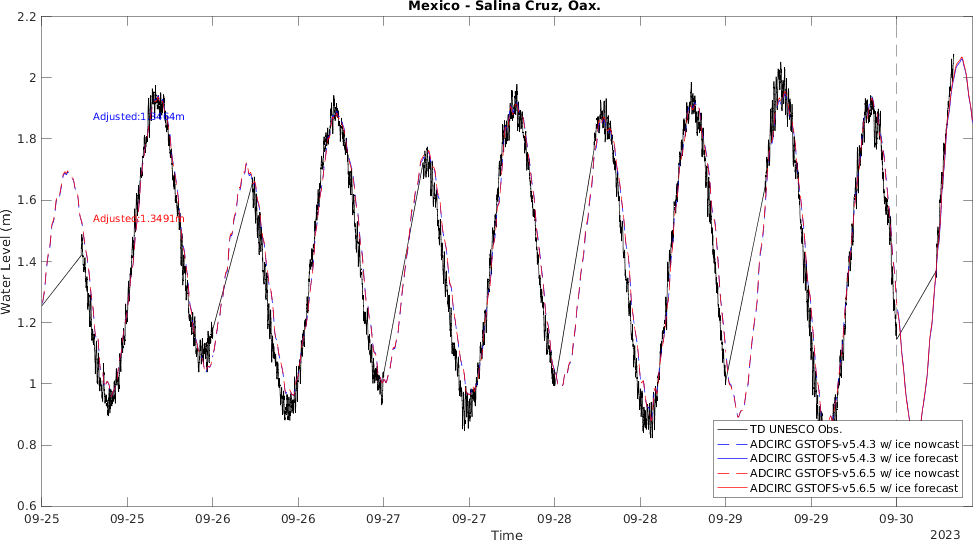 Mexico - Salina Cruz, Oax.
2.2
2
1.8
1.6
1.4
1.2
1
0.8
0.6
Water Level (m)
Adjusted:1.3464m
Adjusted:1.3491m
TD UNESCO Obs.
ADCIRC GSTOFS-v5.4.3 w/ ice nowcast
ADCIRC GSTOFS-v5.4.3 w/ ice forecast
ADCIRC GSTOFS-v5.6.5 w/ ice nowcast
ADCIRC GSTOFS-v5.6.5 w/ ice forecast
09-25 09-25 09-26 09-26 09-27 09-27 09-28 09-28 09-29 09-29 09-30
Time
2023